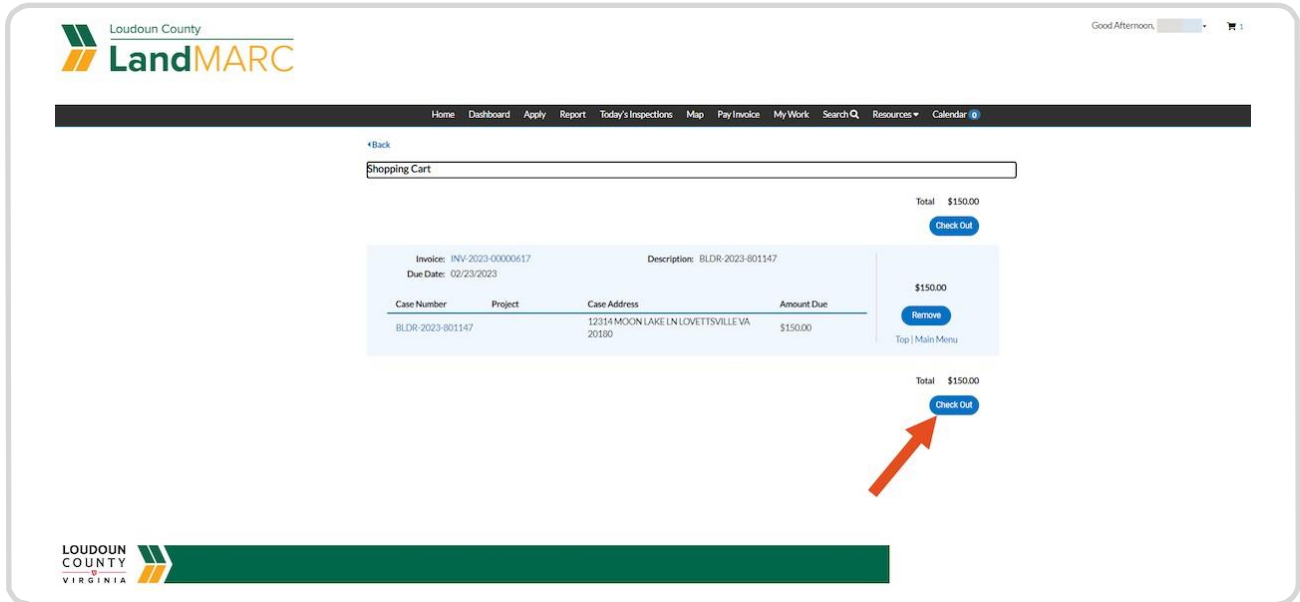 Loudoun County
LandMARC
Good Afternoon,
1
Home Dashboard Apply Report Today's Inspections Map Pay Invoice My Work Search Resources Calendar 0
Back
Shopping Cart
Total $150.00
Check Out
Invoice: INV-2023-00000617 Description: BLDR-2023-801147
Due Date: 02/23/2023
$150.00
Case Number Project Case Address Amount Due
Remove
BLDR-2023-801147 12314 MOON LAKE LN LOVETTSVILLE VA $150.00
20180
Top | Main Menu
Total $150.00
Check Out
LOUDOUN
COUNTY
VIRGINIA